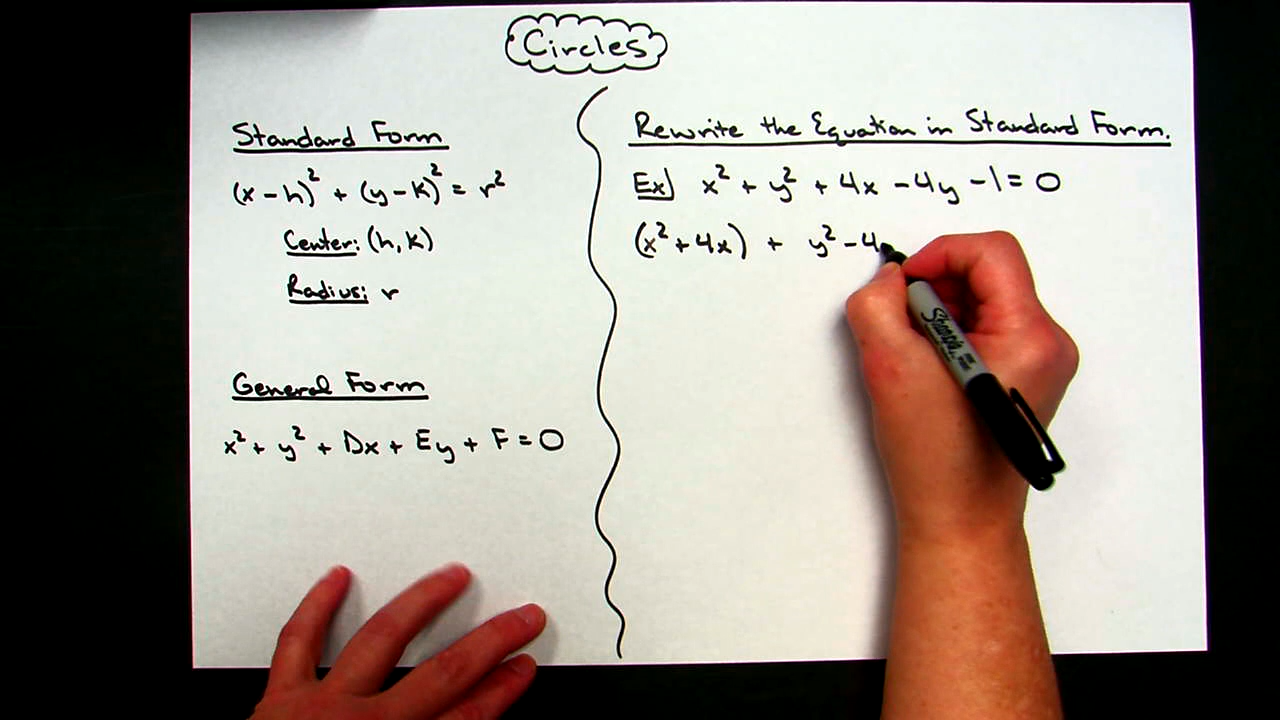 Circles
Standard Form
(x - h)² + (y - k)² = r²
Center: (h, k)
Radius: r
General Form
x² + y² + Dx + Ey + F = 0
Rewrite the Equation in Standard Form.
Ex] x² + y² + 4x - 4y - 1 = 0
(x² + 4x) + y² - 4
Sharpie